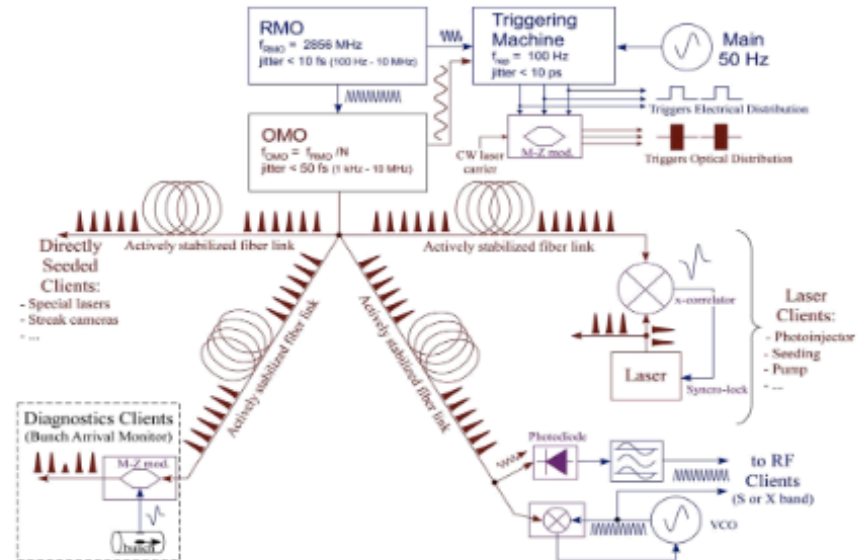 RMO
f_RMO = 2856 MHz
jitter < 10 fs (100 Hz - 10 MHz)
Triggering
Machine
f_rep = 100 Hz
jitter < 10 ps
Main
50 Hz
Triggers Electrical Distribution
OMO
f_OMO = f_RMO /N
jitter < 50 fs (1 kHz - 10 MHz)
CW laser
carrier
M-Z mod.
Triggers Optical Distribution
Actively stabilized fiber link
Actively stabilized fiber link
Directly
Seeded
Clients:
- Special lasers
- Streak cameras
- ...
Actively stabilized fiber link
Actively stabilized fiber link
x-correlator
Laser
Syncro-lock
Laser
Clients:
- Photoinjector
- Seeding
- Pump
- ...
Diagnostics Clients
(Bunch Arrival Monitor)
M-Z mod.
bunch
Photodiode
to RF
Clients
(S or X band)
VCO